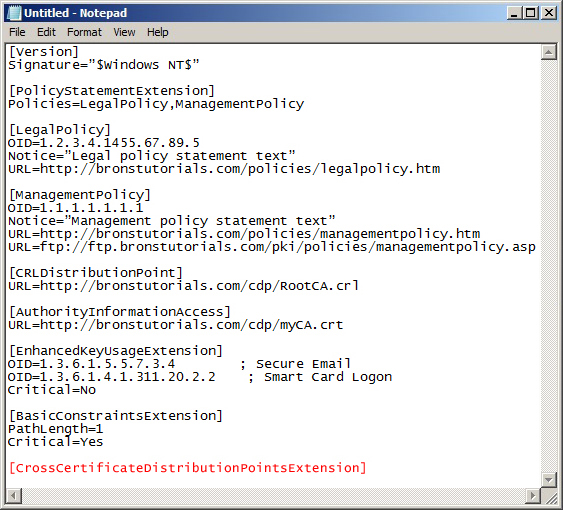 Untitled - Notepad
File Edit Format View Help
[Version]
Signature="$Windows NT$"
[PolicyStatementExtension]
Policies=LegalPolicy,ManagementPolicy
[LegalPolicy]
OID=1.2.3.4.1455.67.89.5
Notice="Legal policy statement text"
URL=http://bronstutorials.com/policies/legalpolicy.htm
[ManagementPolicy]
OID=1.1.1.1.1.1.1
Notice="Management policy statement text"
URL=http://bronstutorials.com/policies/managementpolicy.htm
URL=ftp://ftp.bronstutorials.com/pki/policies/managementpolicy.asp
[CRLDistributionPoint]
URL=http://bronstutorials.com/cdp/RootCA.crl
[AuthorityInformationAccess]
URL=http://bronstutorials.com/cdp/myCA.crt
[EnhancedKeyUsageExtension]
OID=1.3.6.1.5.5.7.3.4 ; Secure Email
OID=1.3.6.1.4.1.311.20.2.2 ; Smart Card Logon
Critical=No
[BasicConstraintsExtension]
PathLength=1
Critical=Yes
[CrossCertificateDistributionPointsExtension]